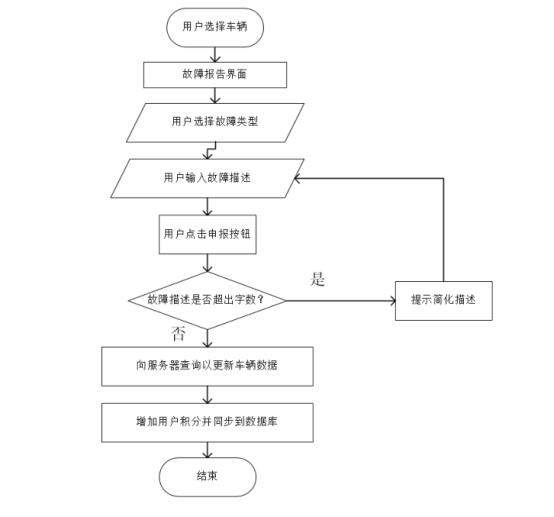 用户选择车辆
故障报告界面
用户选择故障类型
用户输入故障描述
用户点击申报按钮
故障描述是否超出字数？
是
提示简化描述
否
向服务器查询以更新车辆数据
增加用户积分并同步到数据库
结束